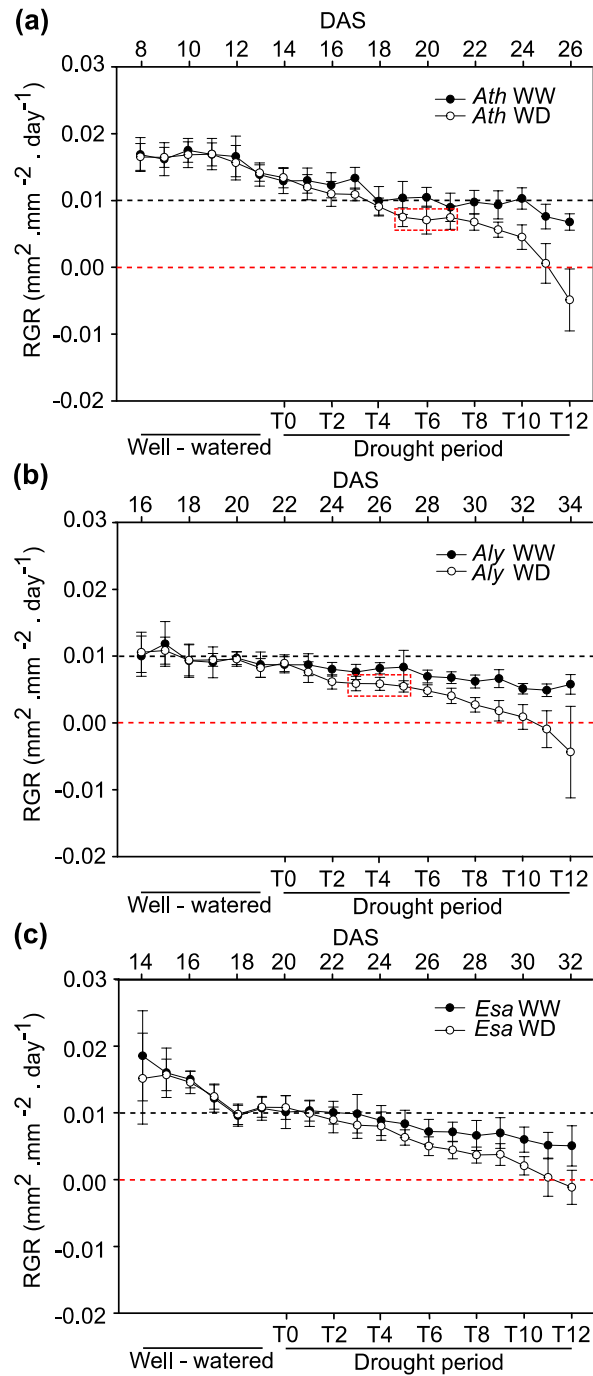 (a)
DAS
8 10 12 14 16 18 20 22 24 26
0.03
0.02
0.01
0.00
-0.01
-0.02
RGR (mm² .mm⁻² . day⁻¹)
Ath WW
Ath WD
T0 T2 T4 T6 T8 T10 T12
Well - watered Drought period
(b)
DAS
16 18 20 22 24 26 28 30 32 34
0.03
0.02
0.01
0.00
-0.01
-0.02
RGR (mm² .mm⁻² . day⁻¹)
Aly WW
Aly WD
T0 T2 T4 T6 T8 T10 T12
Well - watered Drought period
(c)
DAS
14 16 18 20 22 24 26 28 30 32
0.03
0.02
0.01
0.00
-0.01
-0.02
RGR (mm² .mm⁻² . day⁻¹)
Esa WW
Esa WD
T0 T2 T4 T6 T8 T10 T12
Well - watered Drought period